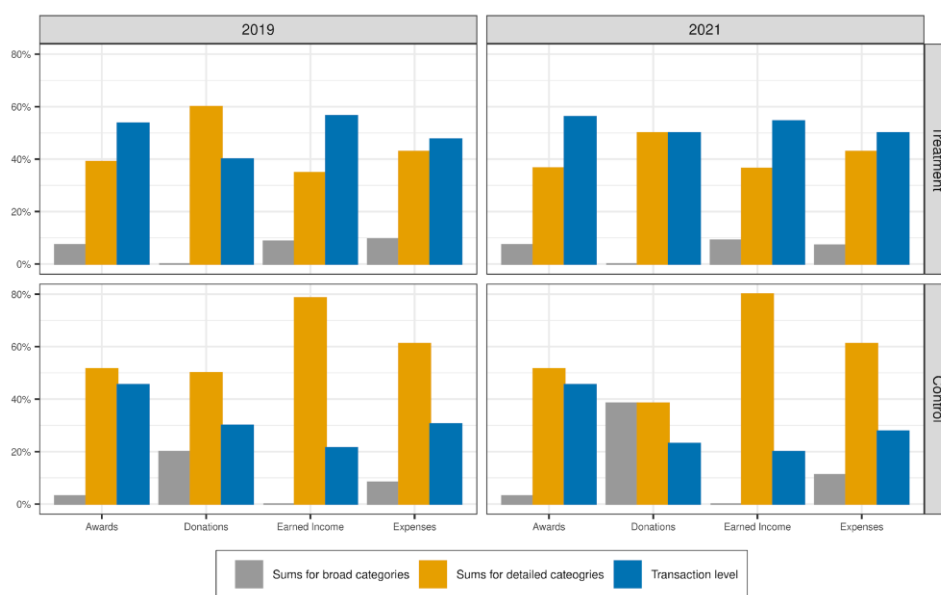 2019 2021
80%
60%
40%
20%
0%
Treatment
80%
60%
40%
20%
0%
Control
Awards Donations Earned Income Expenses Awards Donations Earned Income Expenses
Sums for broad categories Sums for detailed cateogries Transaction level